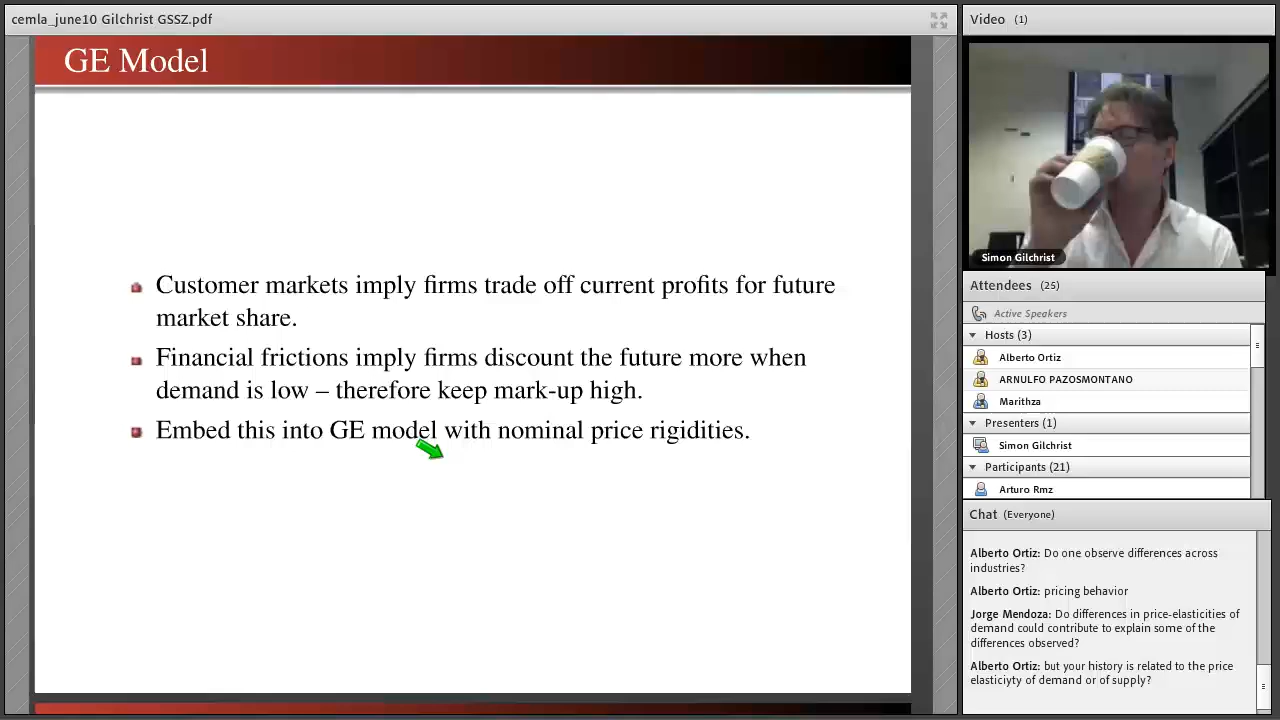 cemla_june10 Gilchrist GSSZ.pdf
GE Model
Customer markets imply firms trade off current profits for future
market share.
Financial frictions imply firms discount the future more when
demand is low – therefore keep mark-up high.
Embed this into GE model with nominal price rigidities.
Video (1)
Simon Gilchrist
Attendees (25)
Active Speakers
Hosts (3)
Alberto Ortiz
ARNULFO PAZOSMONTANO
Marithza
Presenters (1)
Simon Gilchrist
Participants (21)
Arturo Rmz
Chat (Everyone)
Alberto Ortiz: Do one observe differences across
industries?
Alberto Ortiz: pricing behavior
Jorge Mendoza: Do differences in price-elasticities of
demand could contribute to explain some of the
differences observed?
Alberto Ortiz: but your history is related to the price
elasticiyty of demand or of supply?